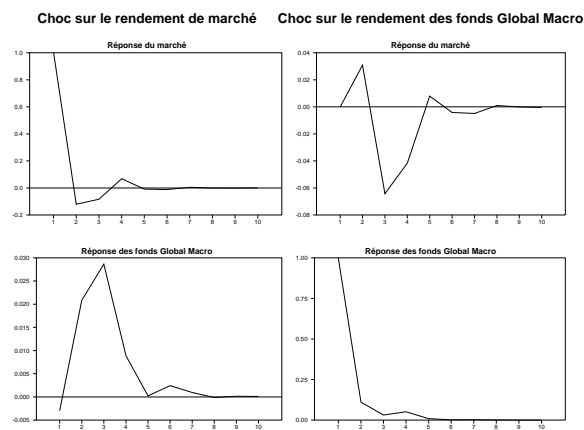 Choc sur le rendement de marché
Choc sur le rendement des fonds Global Macro
Réponse du marché
1.0
0.8
0.6
0.4
0.2
0.0
-0.2
1 2 3 4 5 6 7 8 9 10
Réponse du marché
0.04
0.02
0.00
-0.02
-0.04
-0.06
-0.08
1 2 3 4 5 6 7 8 9 10
Réponse des fonds Global Macro
0.030
0.025
0.020
0.015
0.010
0.005
0.000
-0.005
1 2 3 4 5 6 7 8 9 10
Réponse des fonds Global Macro
1.00
0.75
0.50
0.25
0.00
1 2 3 4 5 6 7 8 9 10